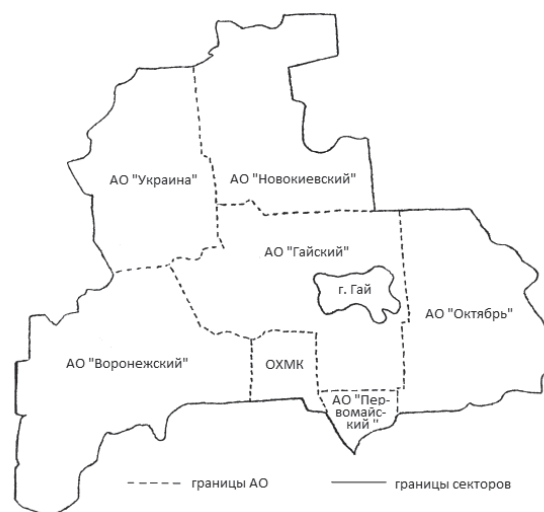 АО "Украина"
АО "Новокиевский"
АО "Гайский"
г. Гай
АО "Октябрь"
АО "Воронежский"
ОХМК
АО "Пер-
вомайс-
кий "
границы АО
границы секторов